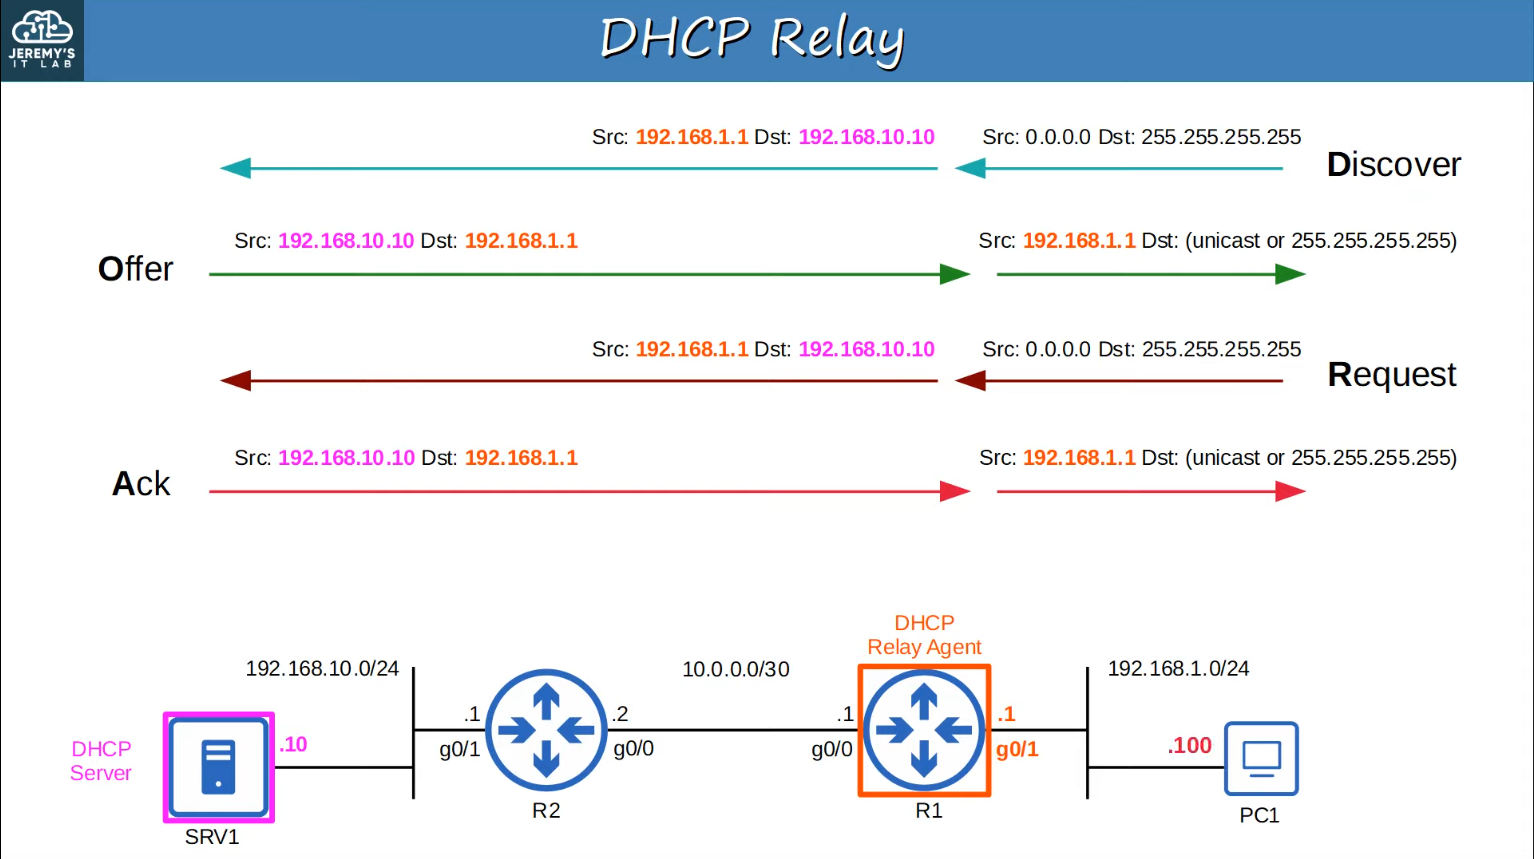 JEREMY'S
IT LAB
DHCP Relay
Src: 192.168.1.1 Dst: 192.168.10.10
Src: 0.0.0.0 Dst: 255.255.255.255
Discover
Offer
Src: 192.168.10.10 Dst: 192.168.1.1
Src: 192.168.1.1 Dst: (unicast or 255.255.255.255)
Src: 192.168.1.1 Dst: 192.168.10.10
Src: 0.0.0.0 Dst: 255.255.255.255
Request
Ack
Src: 192.168.10.10 Dst: 192.168.1.1
Src: 192.168.1.1 Dst: (unicast or 255.255.255.255)
DHCP
Relay Agent
192.168.10.0/24
10.0.0.0/30
192.168.1.0/24
.1
.2
.1
.1
DHCP
Server
.10
g0/1
g0/0
g0/0
g0/1
.100
SRV1
R2
R1
PC1